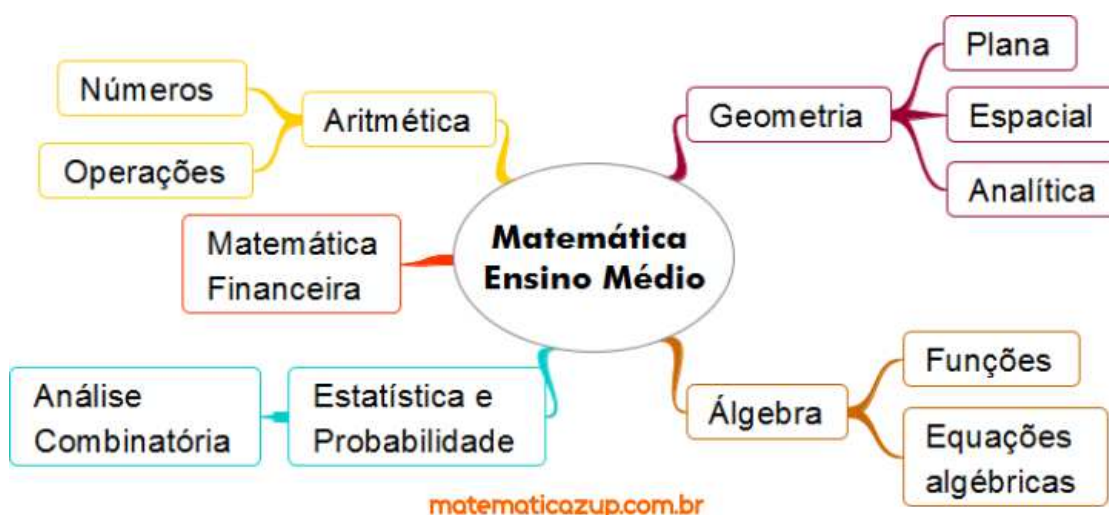 Matemática
Ensino Médio
Aritmética
Números
Operações
Matemática
Financeira
Estatística e
Probabilidade
Análise
Combinatória
Geometria
Plana
Espacial
Analítica
Álgebra
Funções
Equações
algébricas
matematicazup.com.br